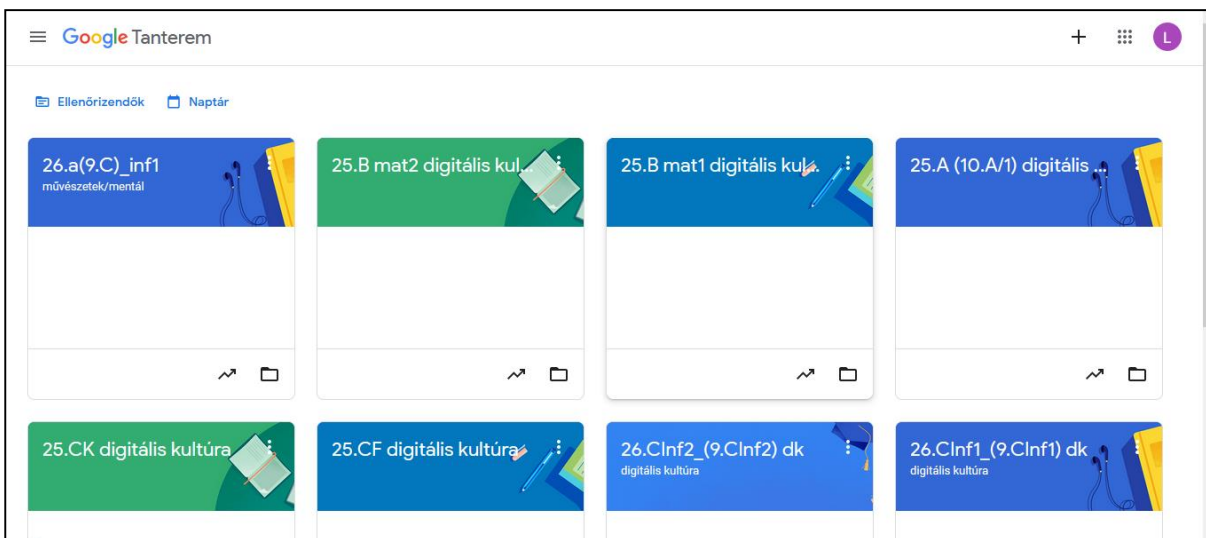 Google Tanterem
L
Ellenőrizendők Naptár
26.a(9.C)_inf1
művészetek/mentál
25.B mat2 digitális kul...
25.B mat1 digitális kul...
25.A (10.A/1) digitális ...
25.CK digitális kultúra
25.CF digitális kultúra
26.CInf2_(9.CInf2) dk
digitális kultúra
26.CInf1_(9.CInf1) dk
digitális kultúra